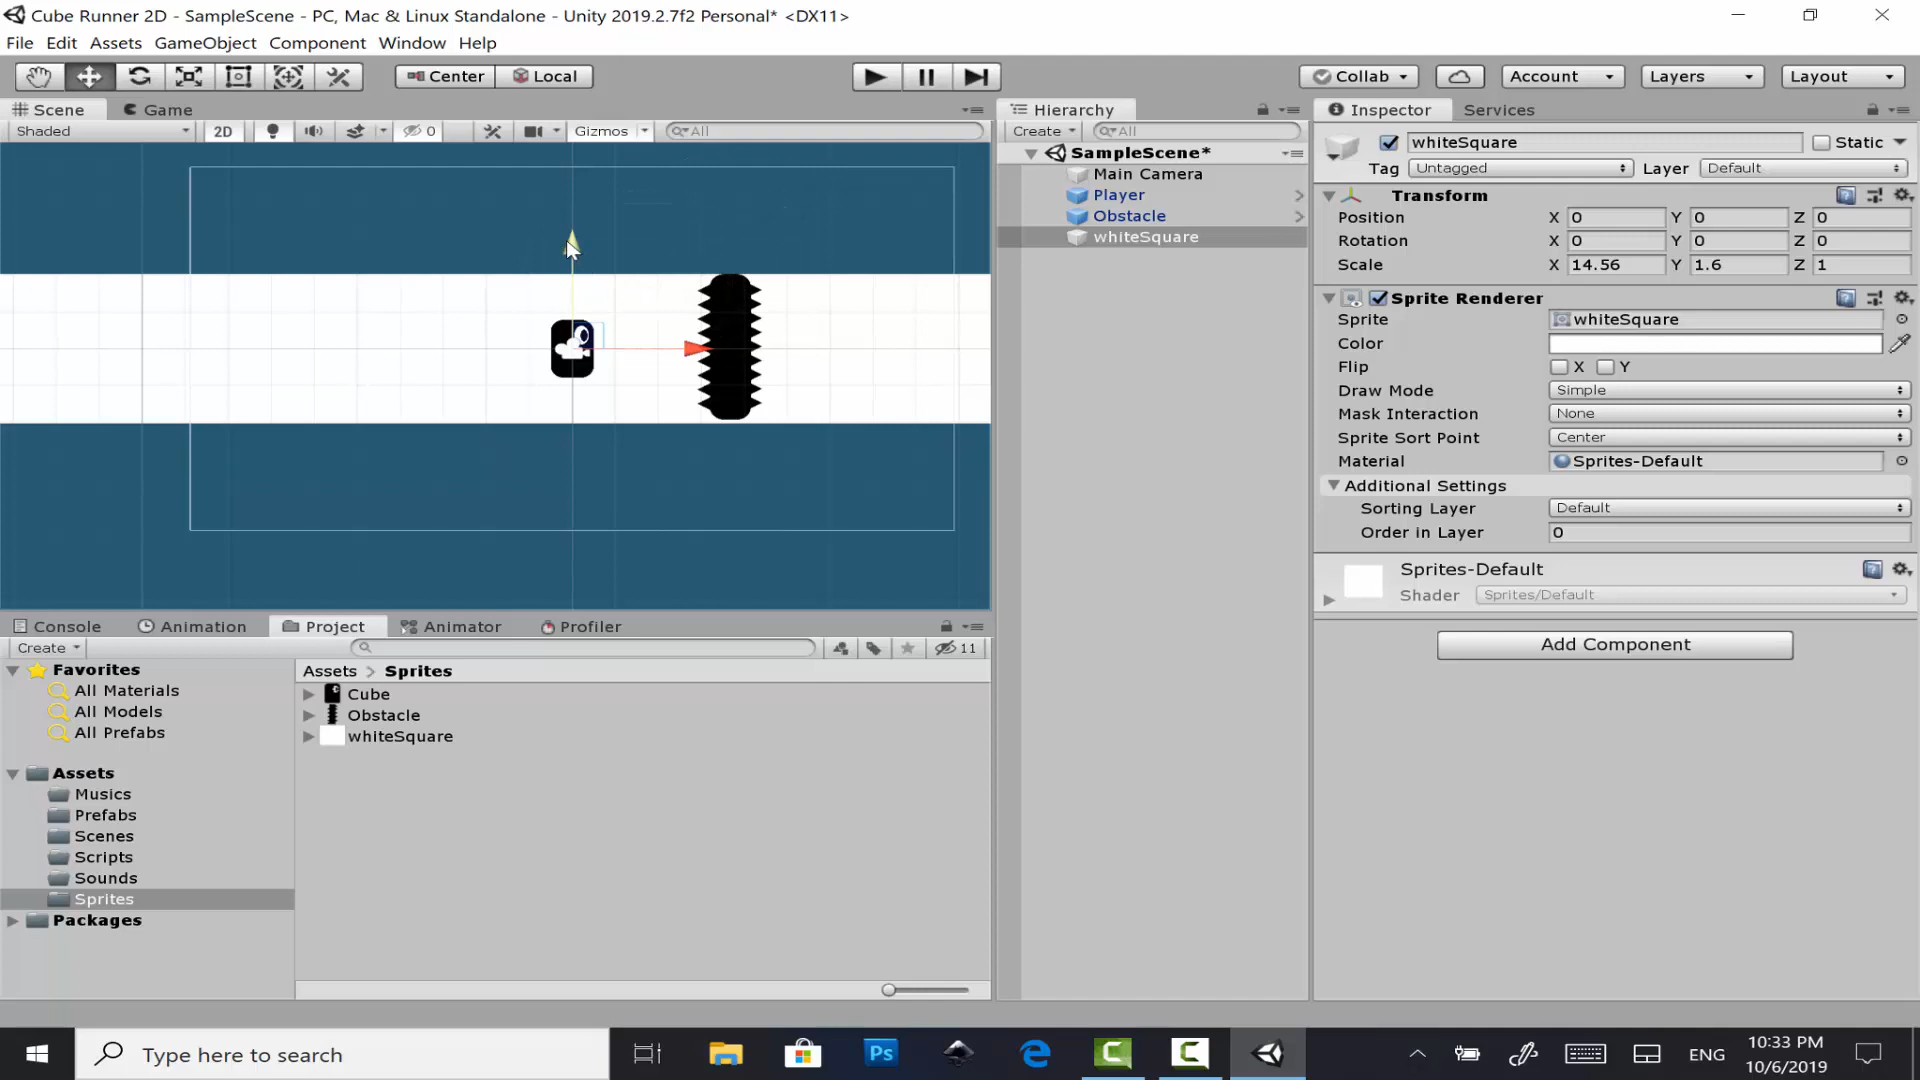 Cube Runner 2D - SampleScene - PC, Mac & Linux Standalone - Unity 2019.2.7f2 Personal* <DX11>
File Edit Assets GameObject Component Window Help
Center Local Collab Account Layers Layout
Scene Game
Shaded 2D 0 Gizmos All
Hierarchy
Create All
SampleScene*
Main Camera
Player
Obstacle
whiteSquare
Inspector Services
whiteSquare Static
Tag Untagged Layer Default
Transform
Position X 0 Y 0 Z 0
Rotation X 0 Y 0 Z 0
Scale X 14.56 Y 1.6 Z 1
Sprite Renderer
Sprite whiteSquare
Color
Flip X Y
Draw Mode Simple
Mask Interaction None
Sprite Sort Point Center
Material Sprites-Default
Additional Settings
Sorting Layer Default
Order in Layer 0
Sprites-Default
Shader Sprites/Default
Add Component
Console Animation Project Animator Profiler
Create 11
Favorites
All Materials
All Models
All Prefabs
Assets
Musics
Prefabs
Scenes
Scripts
Sounds
Sprites
Packages
Assets > Sprites
Cube
Obstacle
whiteSquare
Type here to search
Ps
ENG
10:33 PM
10/6/2019